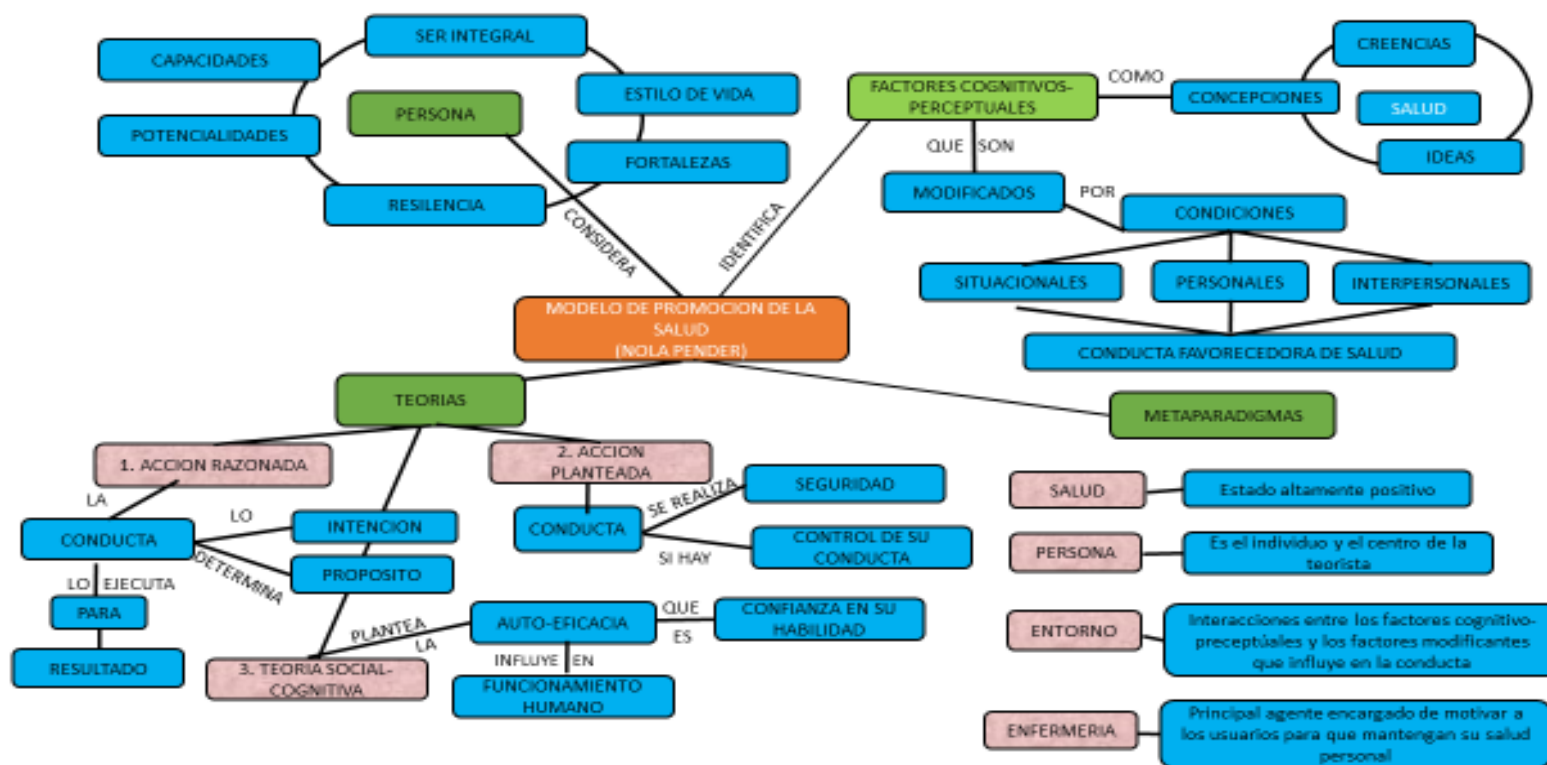 SER INTEGRAL
CAPACIDADES
ESTILO DE VIDA
PERSONA
POTENCIALIDADES
FORTALEZAS
RESILENCIA
CONSIDERA
IDENTIFICA
FACTORES COGNITIVOS-
PERCEPTUALES
COMO
CONCEPCIONES
CREENCIAS
SALUD
IDEAS
QUE SON
MODIFICADOS
POR
CONDICIONES
SITUACIONALES
PERSONALES
INTERPERSONALES
CONDUCTA FAVORECEDORA DE SALUD
MODELO DE PROMOCION DE LA
SALUD
(NOLA PENDER)
TEORIAS
METAPARADIGMAS
1. ACCION RAZONADA
LA
CONDUCTA
LO
DETERMINA
INTENCION
PROPOSITO
LO EJECUTA
PARA
RESULTADO
2. ACCION
PLANTEADA
CONDUCTA
SE REALIZA
SI HAY
SEGURIDAD
CONTROL DE SU
CONDUCTA
3. TEORIA SOCIAL-
COGNITIVA
PLANTEA
LA
AUTO-EFICACIA
QUE
ES
CONFIANZA EN SU
HABILIDAD
INFLUYE EN
FUNCIONAMIENTO
HUMANO
SALUD
Estado altamente positivo
PERSONA
Es el individuo y el centro de la
teorista
ENTORNO
Interacciones entre los factores cognitivo-
preceptúales y los factores modificantes
que influye en la conducta
ENFERMERIA
Principal agente encargado de motivar a
los usuarios para que mantengan su salud
personal